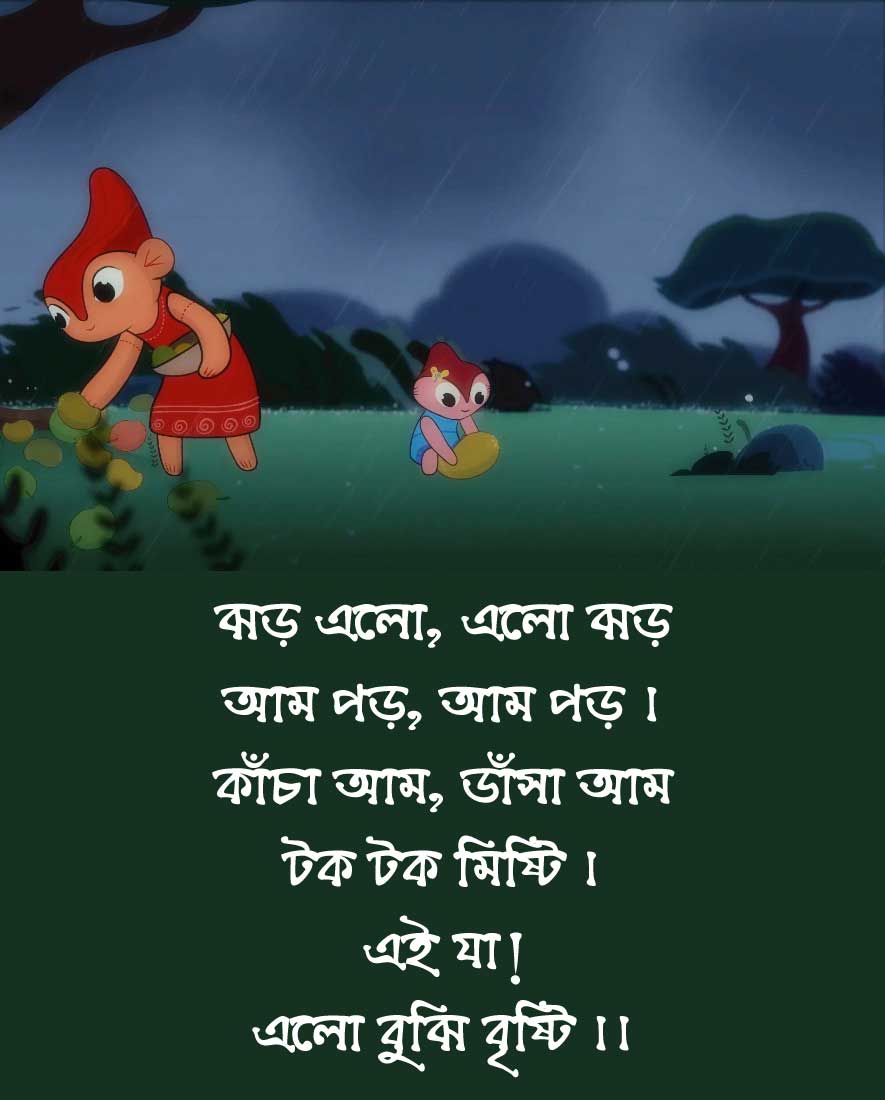 ঝড় এলো, এলো ঝড়
আম পড়, আম পড় ।
কাঁচা আম, ডাঁসা আম
টক টক মিষ্টি ।
এই যা!
এলো বুঝি বৃষ্টি ।।